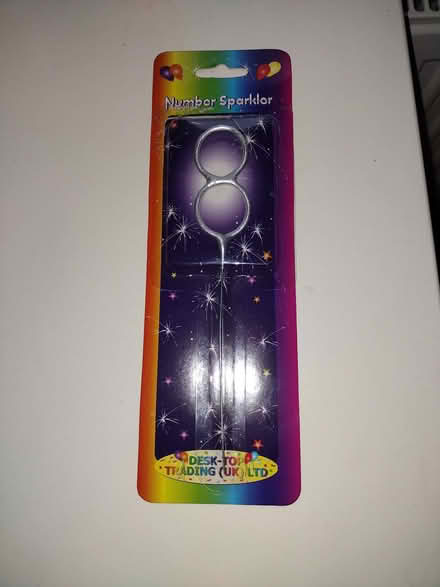 Number Sparkler
DESK-TOP
TRADING (UK) LTD